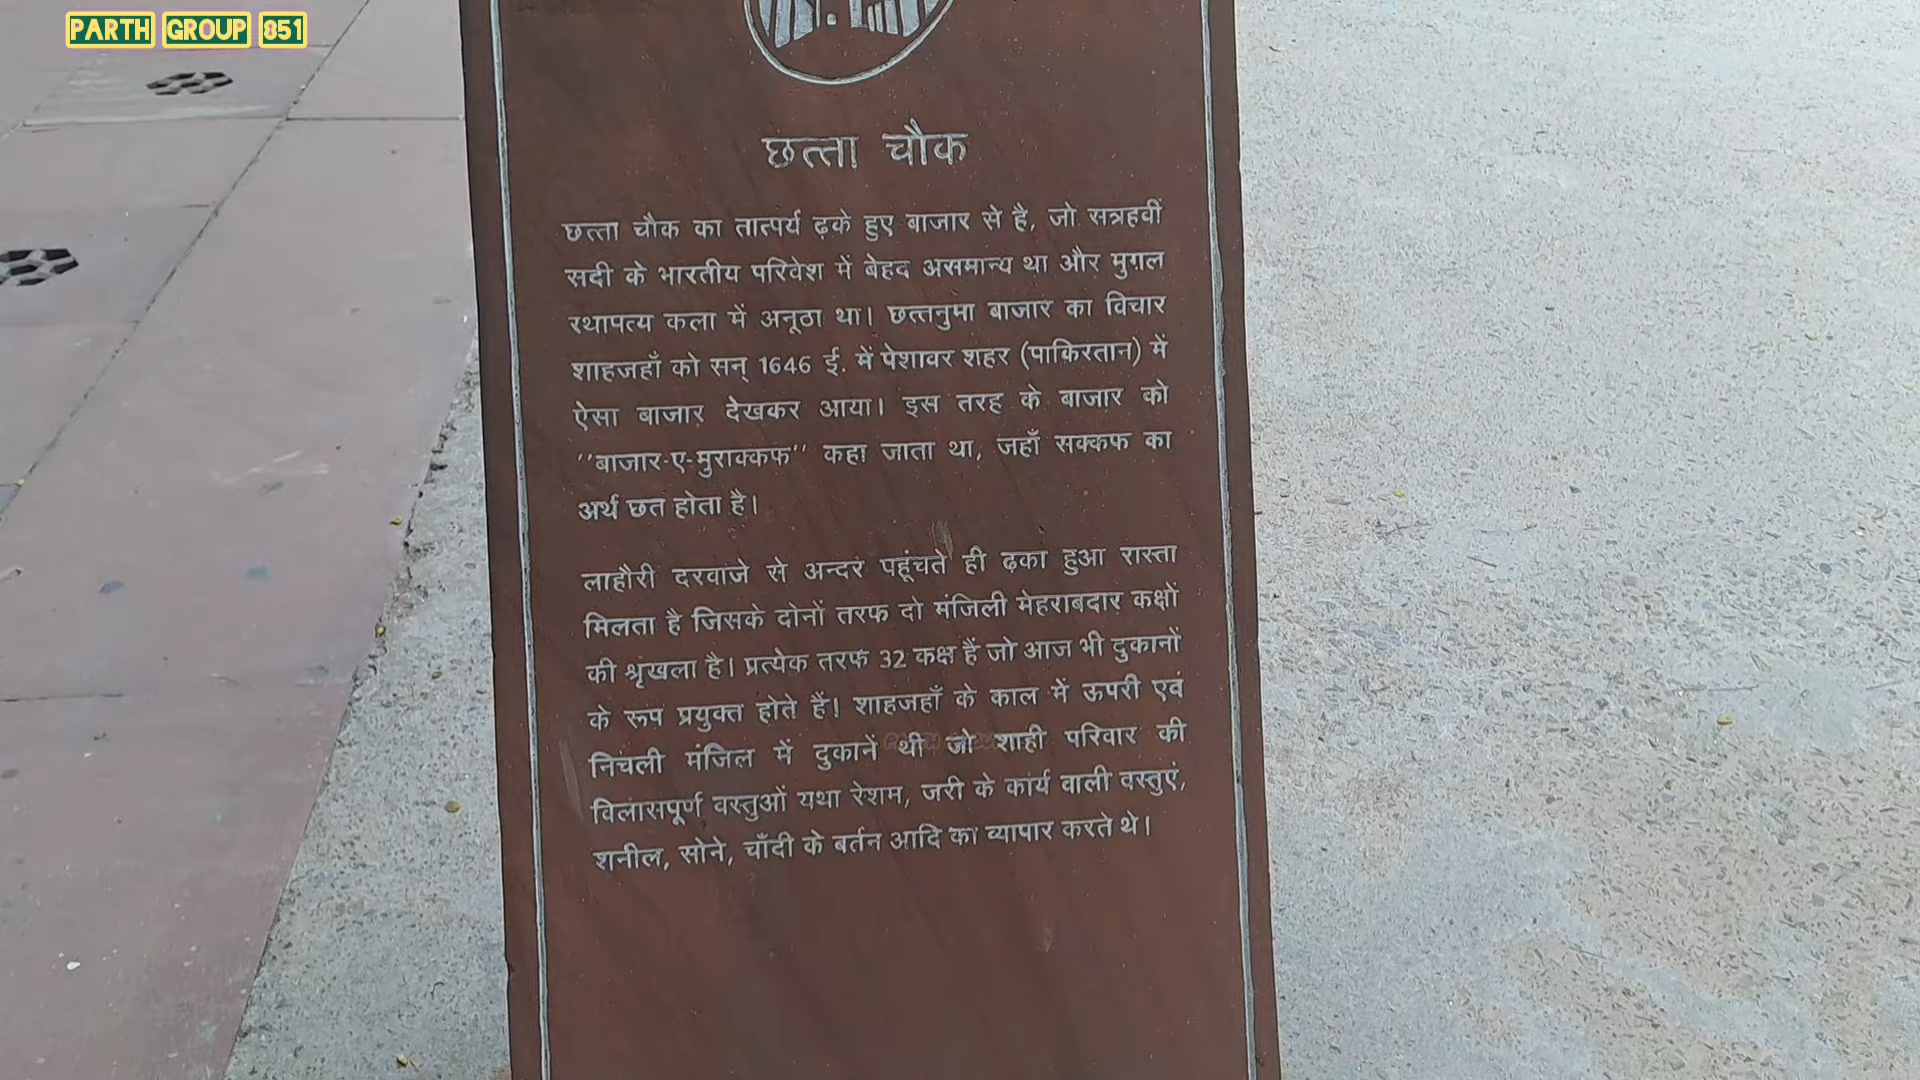 PARTH GROUP 851
छत्ता चौक
छत्ता चौक का तात्पर्य ढ़के हुए बाजार से है, जो सत्रहवीं
सदी के भारतीय परिवेश में बेहद असमान्य था और मुग़ल
स्थापत्य कला में अनूठा था। छत्तनुमा बाजार का विचार
शाहजहाँ को सन् 1646 ई. में पेशावर शहर (पाकिस्तान) में
ऐसा बाजार देखकर आया। इस तरह के बाजार को
''बाजार-ए-मुराक्कफ'' कहा जाता था, जहाँ सक्कफ का
अर्थ छत होता है।
लाहौरी दरवाजे से अन्दर पहूंचते ही ढ़का हुआ रास्ता
मिलता है जिसके दोनों तरफ दो मंजिली मेहराबदार कक्षों
की श्रृंखला है। प्रत्येक तरफ 32 कक्ष हैं जो आज भी दुकानों
के रूप प्रयुक्त होते हैं। शाहजहाँ के काल में ऊपरी एवं
निचली मंजिल में दुकानें थी जो शाही परिवार की
विलासपूर्ण वस्तुओं यथा रेशम, जरी के कार्य वाली वस्तुएं,
शनील, सोने, चाँदी के बर्तन आदि का व्यापार करते थे।